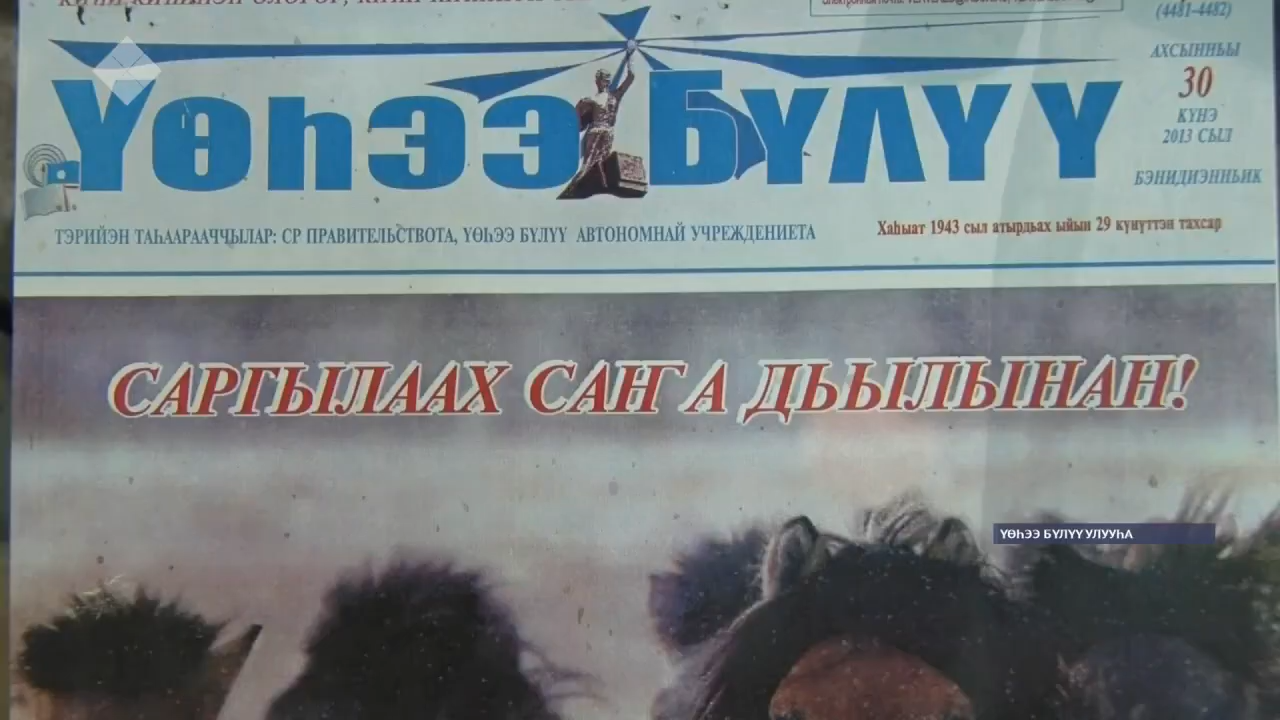 (4481-4482)
АХСЫННЬЫ
30
КҮНЭ
2013 СЫЛ
БЭНИДИЭННЬИК
ҮӨҺЭЭ БҮЛҮҮ
ТЭРИЙЭН ТАҺААРААЧЧЫЛАР: СР ПРАВИТЕЛЬСТВОТА, ҮӨҺЭЭ БҮЛҮҮ АВТОНОМНАЙ УЧРЕЖДЕНИЕТА
Хаһыат 1943 сыл атырдьах ыйын 29 күнүттэн тахсар
САРГЫЛААХ САҤА ДЬЫЛЫНАН!
ҮӨҺЭЭ БҮЛҮҮ УЛУУҺА